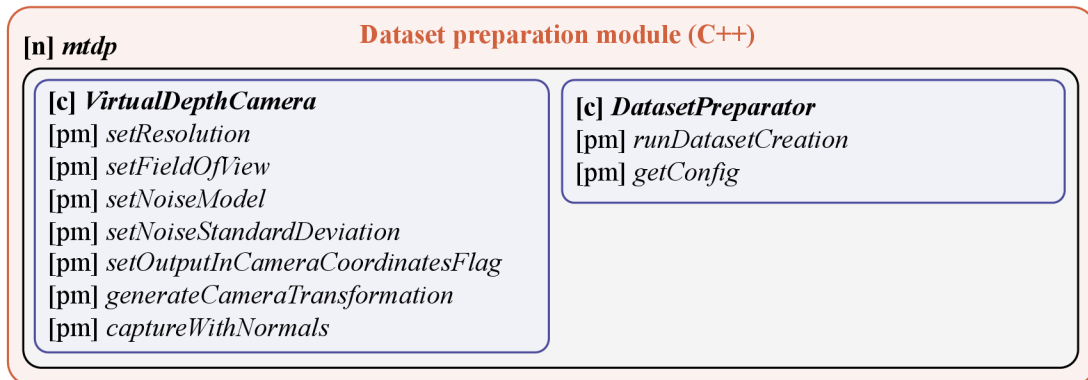 Dataset preparation module (C++)
[n] mtdp
[c] VirtualDepthCamera
[pm] setResolution
[pm] setFieldOfView
[pm] setNoiseModel
[pm] setNoiseStandardDeviation
[pm] setOutputInCameraCoordinatesFlag
[pm] generateCameraTransformation
[pm] captureWithNormals
[c] DatasetPreparator
[pm] runDatasetCreation
[pm] getConfig